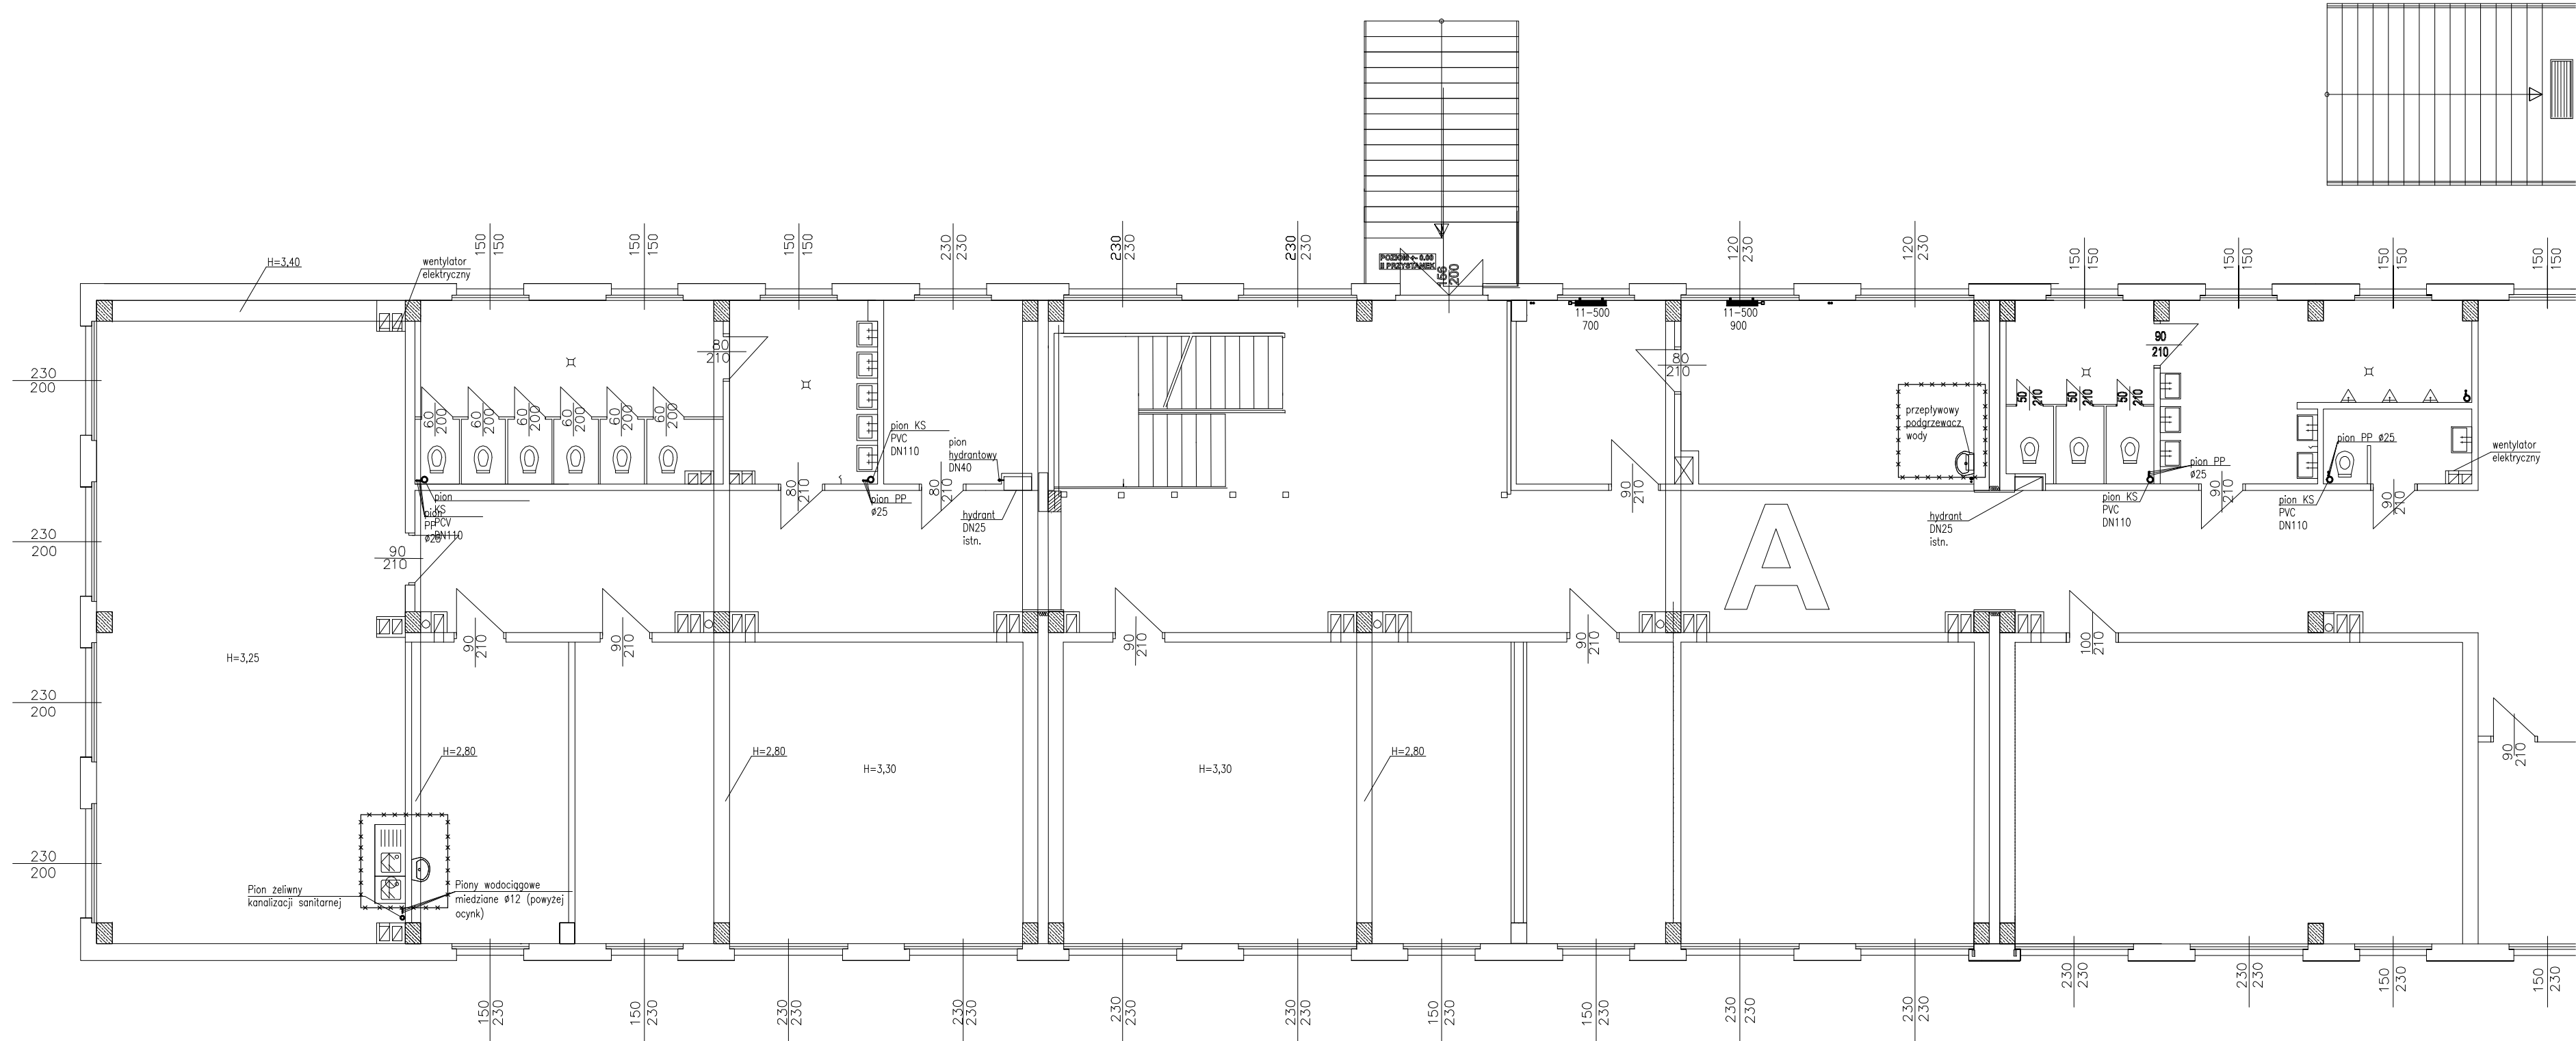 150
150
150
150
150
150
230
230
230
230
230
230
120
230
120
230
150
150
150
150
150
150
150
150
H=3,40
wentylator
elektryczny
POZIOM +- 0.00
II PRZYSTANEK
156
200
11-500
700
11-500
900
80
210
80
210
90
210
230
200
60
200
60
200
60
200
60
200
60
200
60
200
50
210
50
210
50
210
przepływowy
podgrzewacz
wody
pion KS
PVC
DN110
pion
hydrantowy
DN40
pion PP ø25
wentylator
elektryczny
pion PP
ø25
80
210
80
210
90
210
90
210
90
210
pion
KS
PCV
DN110
pion
PP
ø25
pion PP
ø25
hydrant
DN25
istn.
hydrant
DN25
istn.
pion KS
PVC
DN110
pion KS
PVC
DN110
A
230
200
90
210
90
210
90
210
90
210
90
210
100
210
H=3,25
230
200
H=2,80
H=2,80
H=2,80
H=3,30
H=3,30
90
210
230
200
Pion żeliwny
kanalizacji sanitarnej
Piony wodociągowe
miedziane ø12 (powyżej
ocynk)
150
230
150
230
230
230
230
230
230
230
230
230
150
230
150
230
230
230
230
230
230
230
230
230
150
230
150
230